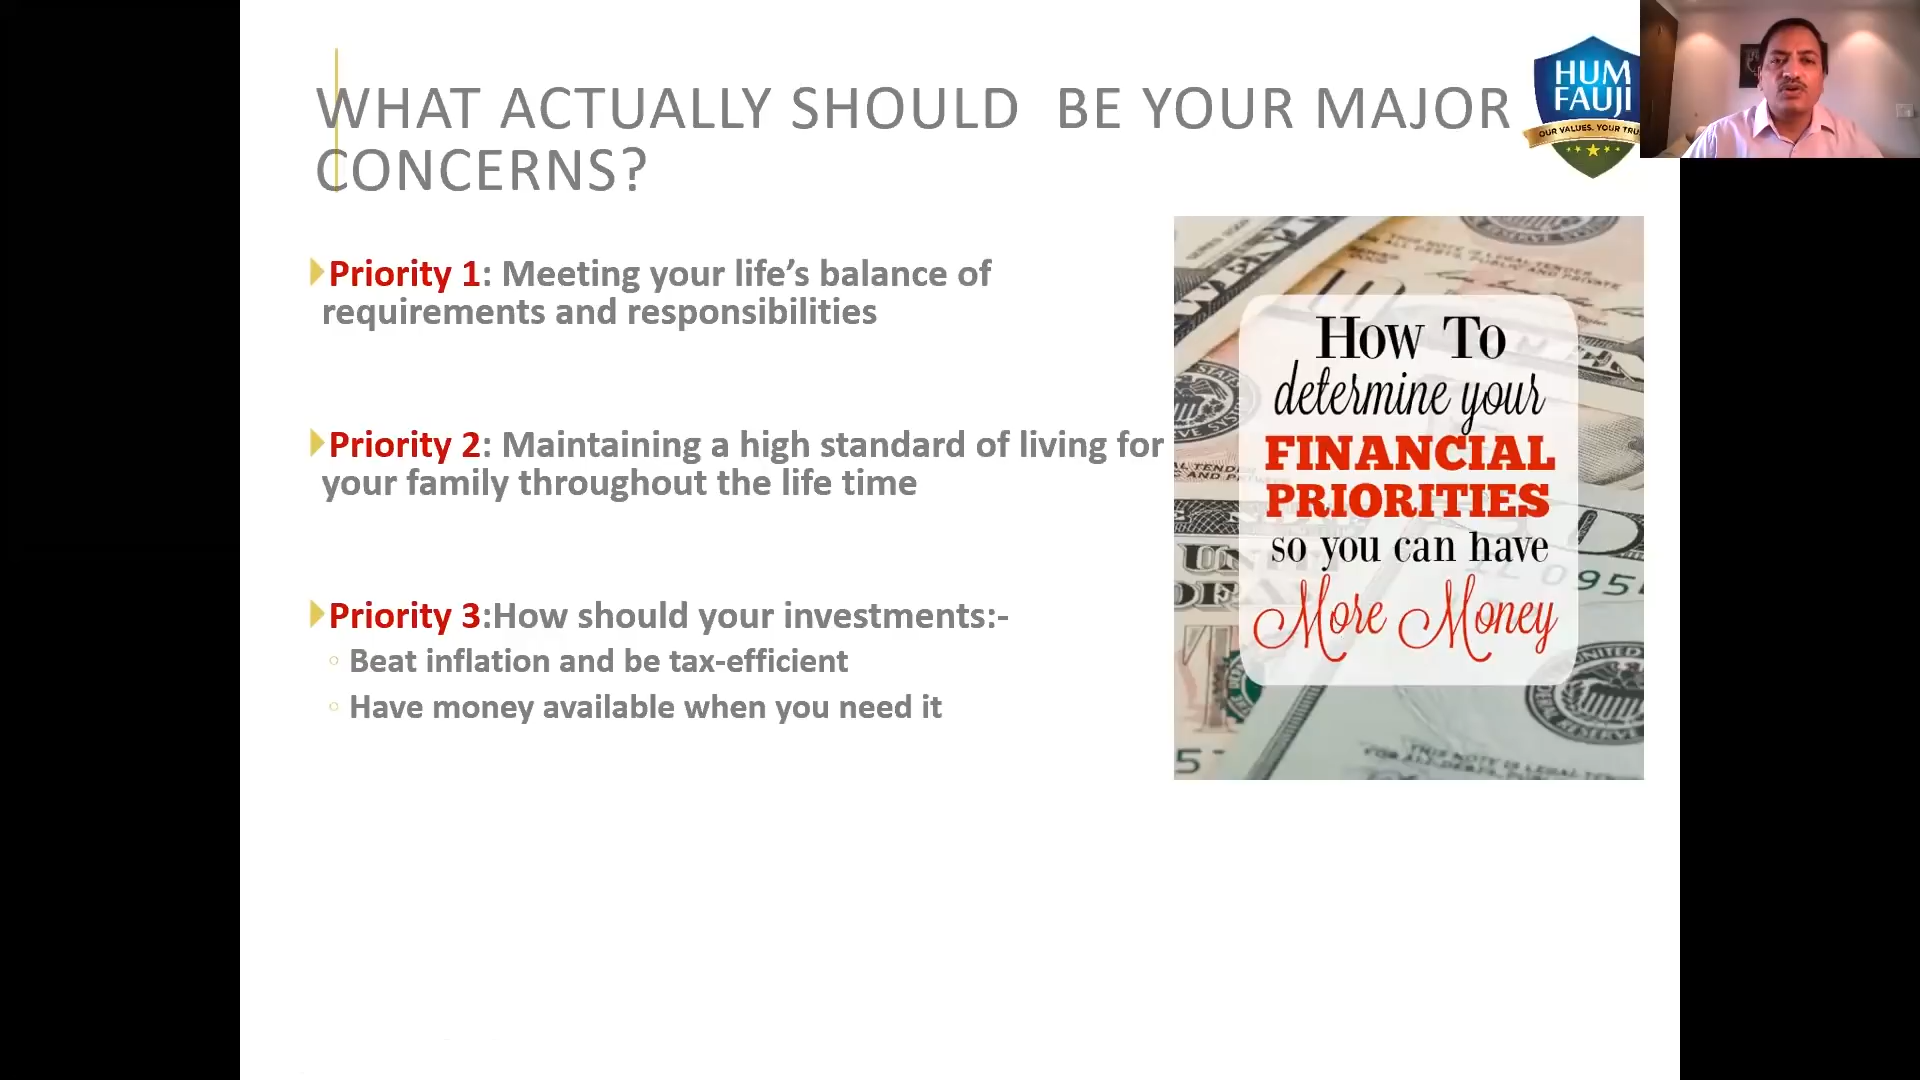 WHAT ACTUALLY SHOULD BE YOUR MAJOR
CONCERNS?
HUM
FAUJI
OUR VALUES. YOUR TRU
Priority 1: Meeting your life’s balance of
requirements and responsibilities
Priority 2: Maintaining a high standard of living for
your family throughout the life time
Priority 3:How should your investments:-
Beat inflation and be tax-efficient
Have money available when you need it
How To
determine your
FINANCIAL
PRIORITIES
so you can have
More Money